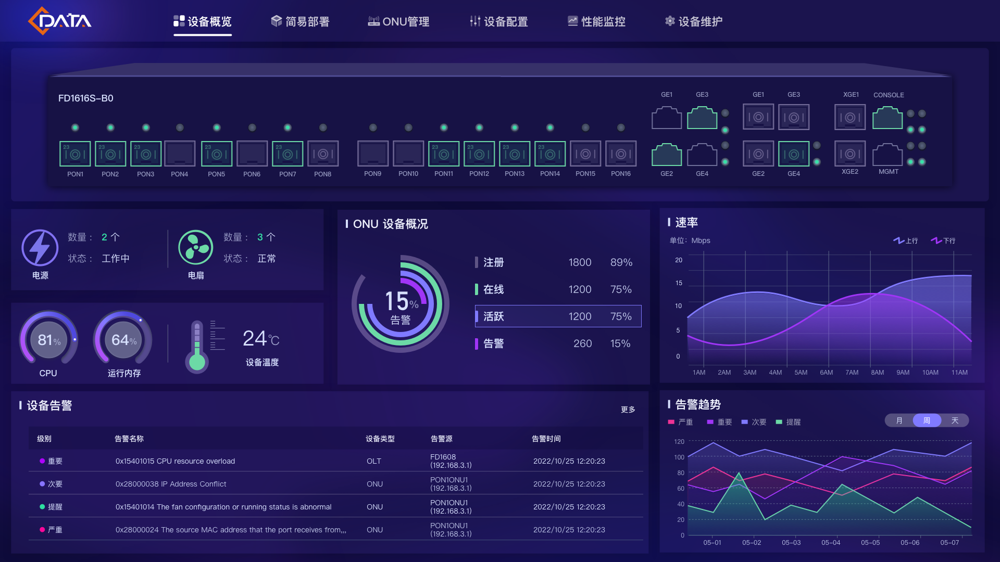 DATA
设备概览 简易部署 ONU管理 设备配置 性能监控 设备维护
FD1616S-B0
GE1 GE3 GE1 GE3 XGE1 CONSOLE
23 23 23 23 23 23 23 23 23
PON1 PON2 PON3 PON4 PON5 PON6 PON7 PON8 PON9 PON10 PON11 PON12 PON13 PON14 PON15 PON16
GE2 GE4 GE2 GE4 XGE2 MGMT
数量： 2 个
状态： 工作中
电源
数量： 3 个
状态： 正常
电扇
81%
CPU
64%
运行内存
24℃
设备温度
ONU 设备概况
15%
告警
注册 1800 89%
在线 1200 75%
活跃 1200 75%
告警 260 15%
速率
单位：Mbps
上行 下行
20
15
10
5
0
1AM 2AM 3AM 4AM 5AM 6AM 7AM 8AM 9AM 10AM 11AM
设备告警
更多
级别 告警名称 设备类型 告警源 告警时间
重要 0x15401015 CPU resource overload OLT FD1608 (192.168.3.1) 2022/10/25 12:20:23
次要 0x28000038 IP Address Conflict ONU PON1ONU1 (192.168.3.1) 2022/10/25 12:20:23
提醒 0x15401014 The fan configuration or running status is abnormal ONU PON1ONU1 (192.168.3.1) 2022/10/25 12:20:23
严重 0x28000024 The source MAC address that the port receives from,,, ONU PON1ONU1 (192.168.3.1) 2022/10/25 12:20:23
告警趋势
严重 重要 次要 提醒
月 周 天
120
100
80
60
40
20
0
05-01 05-02 05-03 05-04 05-05 05-06 05-07